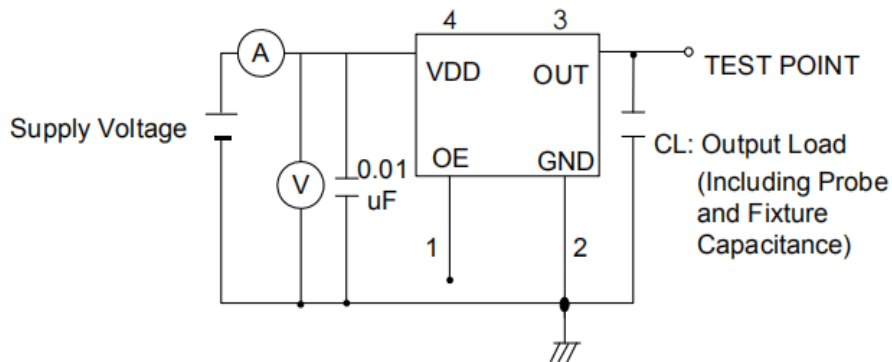 4
3
A
VDD
OUT
TEST POINT
Supply Voltage
V
0.01
uF
OE
GND
CL: Output Load
(Including Probe
and Fixture
Capacitance)
1
2